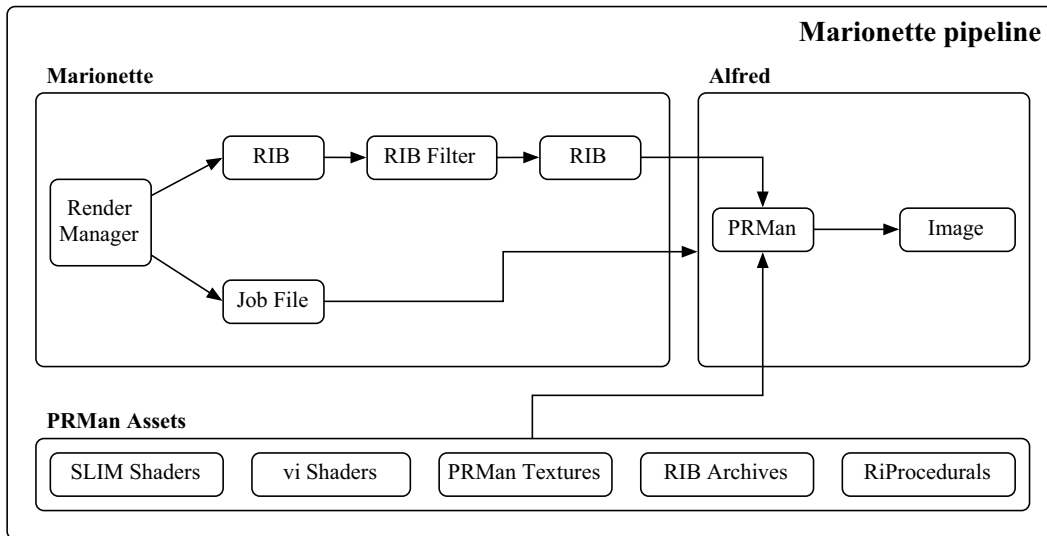 Marionette pipeline
Marionette
Alfred
RIB
RIB Filter
RIB
Render
Manager
PRMan
Image
Job File
PRMan Assets
SLIM Shaders
vi Shaders
PRMan Textures
RIB Archives
RiProcedurals